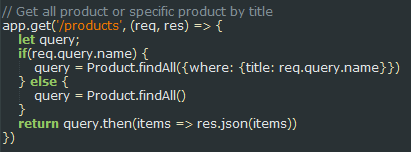 // Get all product or specific product by title
app.get('/products', (req, res) => {
let query;
if(req.query.name) {
query = Product.findAll({where: {title: req.query.name}})
} else {
query = Product.findAll()
}
return query.then(items => res.json(items))
})